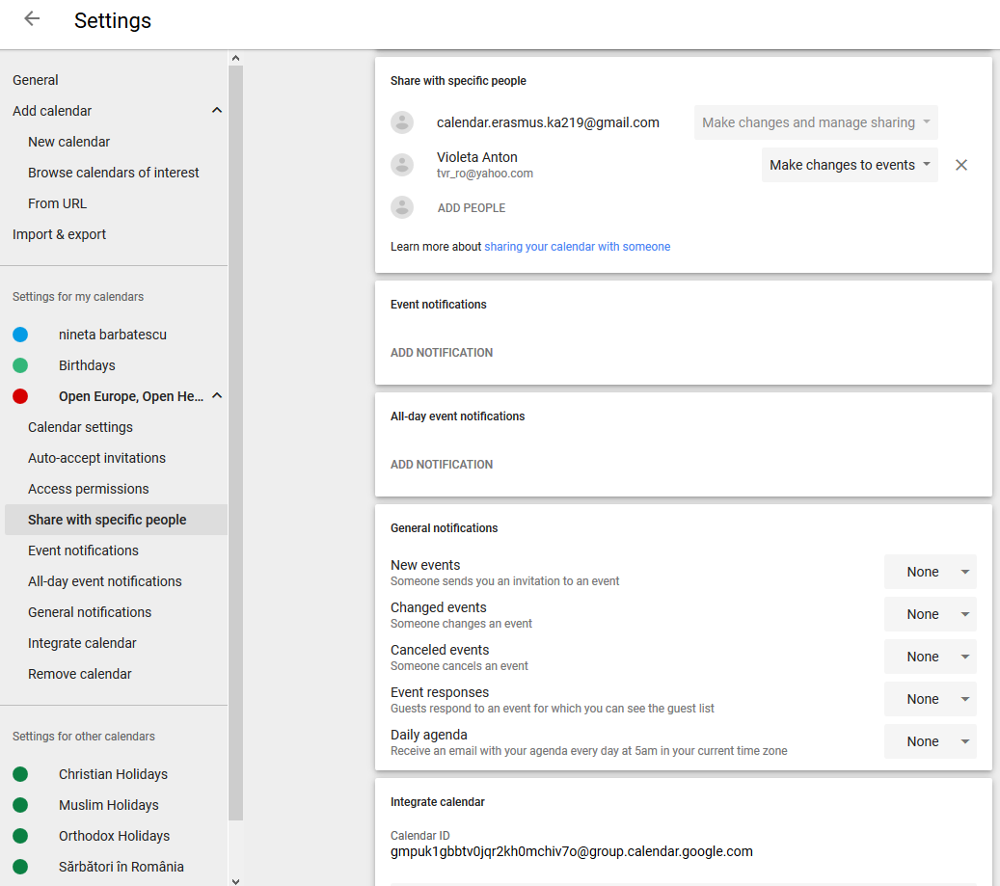 Settings
General
Add calendar
New calendar
Browse calendars of interest
From URL
Import & export
Settings for my calendars
nineta barbatescu
Birthdays
Open Europe, Open He...
Calendar settings
Auto-accept invitations
Access permissions
Share with specific people
Event notifications
All-day event notifications
General notifications
Integrate calendar
Remove calendar
Settings for other calendars
Christian Holidays
Muslim Holidays
Orthodox Holidays
Sărbători în România
Share with specific people
calendar.erasmus.ka219@gmail.com Make changes and manage sharing
Violeta Anton
tvr_ro@yahoo.com
Make changes to events
ADD PEOPLE
Learn more about sharing your calendar with someone
Event notifications
ADD NOTIFICATION
All-day event notifications
ADD NOTIFICATION
General notifications
New events
Someone sends you an invitation to an event
None
Changed events
Someone changes an event
None
Canceled events
Someone cancels an event
None
Event responses
Guests respond to an event for which you can see the guest list
None
Daily agenda
Receive an email with your agenda every day at 5am in your current time zone
None
Integrate calendar
Calendar ID
gmpuk1gbbtv0jqr2kh0mchiv7o@group.calendar.google.com